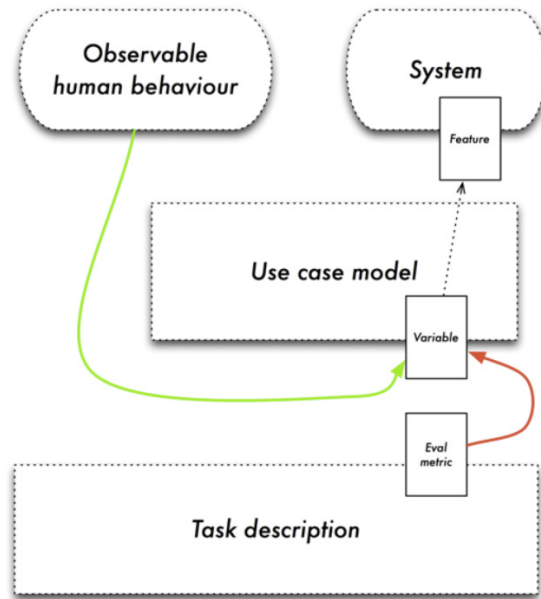 Observable
human behaviour
System
Feature
Use case model
Variable
Eval
metric
Task description